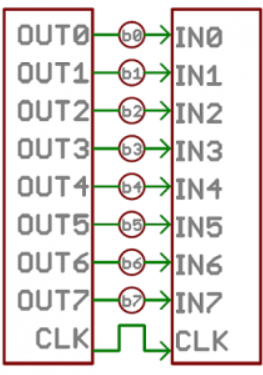 OUT0 b0 IN0
OUT1 b1 IN1
OUT2 b2 IN2
OUT3 b3 IN3
OUT4 b4 IN4
OUT5 b5 IN5
OUT6 b6 IN6
OUT7 b7 IN7
CLK CLK